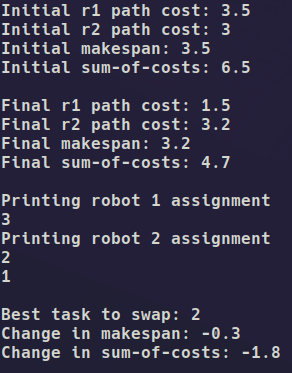 Initial r1 path cost: 3.5
Initial r2 path cost: 3
Initial makespan: 3.5
Initial sum-of-costs: 6.5
Final r1 path cost: 1.5
Final r2 path cost: 3.2
Final makespan: 3.2
Final sum-of-costs: 4.7
Printing robot 1 assignment
3
Printing robot 2 assignment
2
1
Best task to swap: 2
Change in makespan: -0.3
Change in sum-of-costs: -1.8